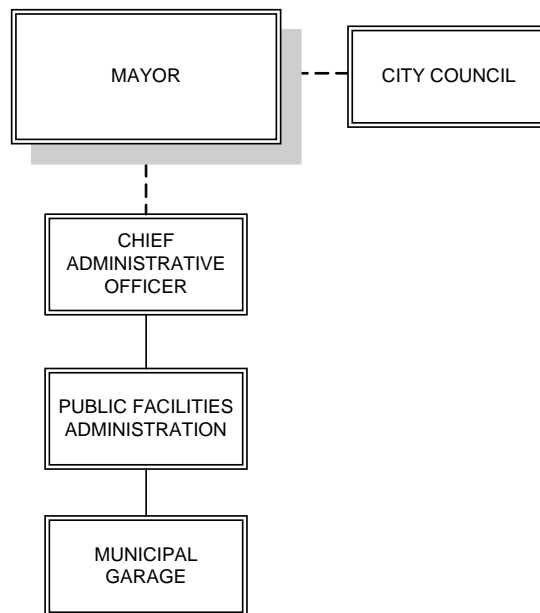 MAYOR
CITY COUNCIL
CHIEF
ADMINISTRATIVE
OFFICER
PUBLIC FACILITIES
ADMINISTRATION
MUNICIPAL
GARAGE